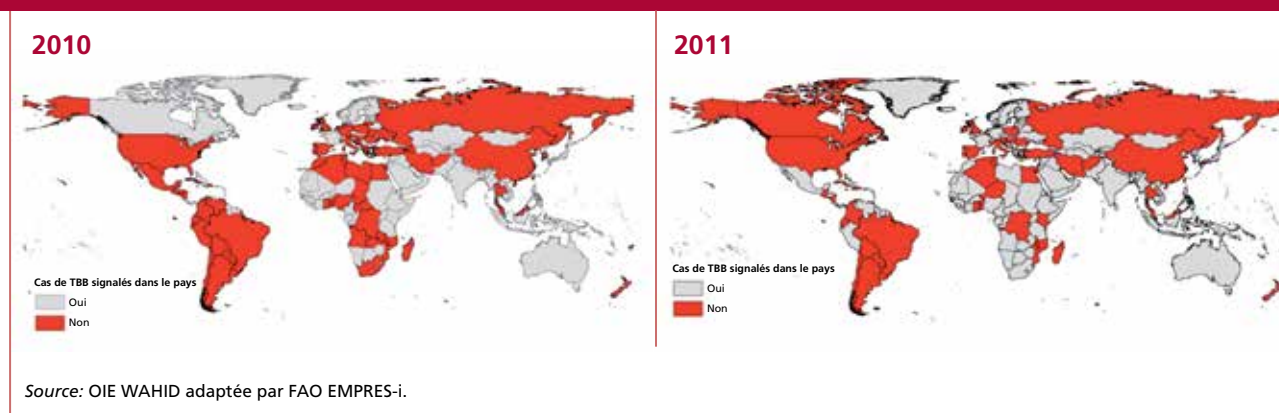 2010
Cas de TBB signalés dans le pays
Oui
Non
2011
Cas de TBB signalés dans le pays
Oui
Non
Source: OIE WAHID adaptée par FAO EMPRES-i.